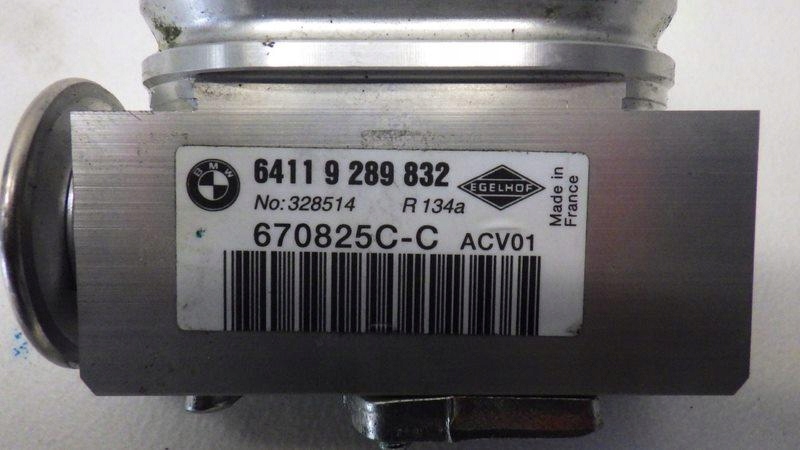 BMW
6411 9 289 832
EGELHOF
No: 328514 R 134a
Made in
France
670825C-C ACV01